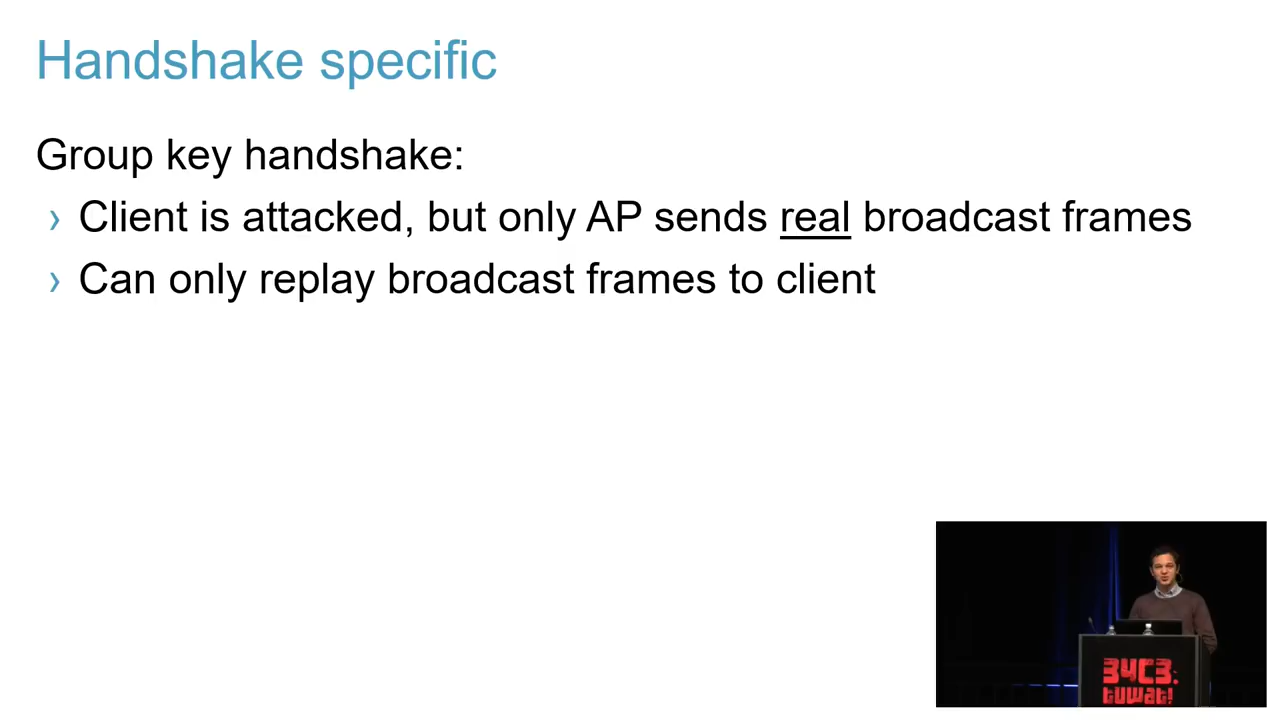 Handshake specific
Group key handshake:
› Client is attacked, but only AP sends real broadcast frames
› Can only replay broadcast frames to client
34C3.
tuwat!